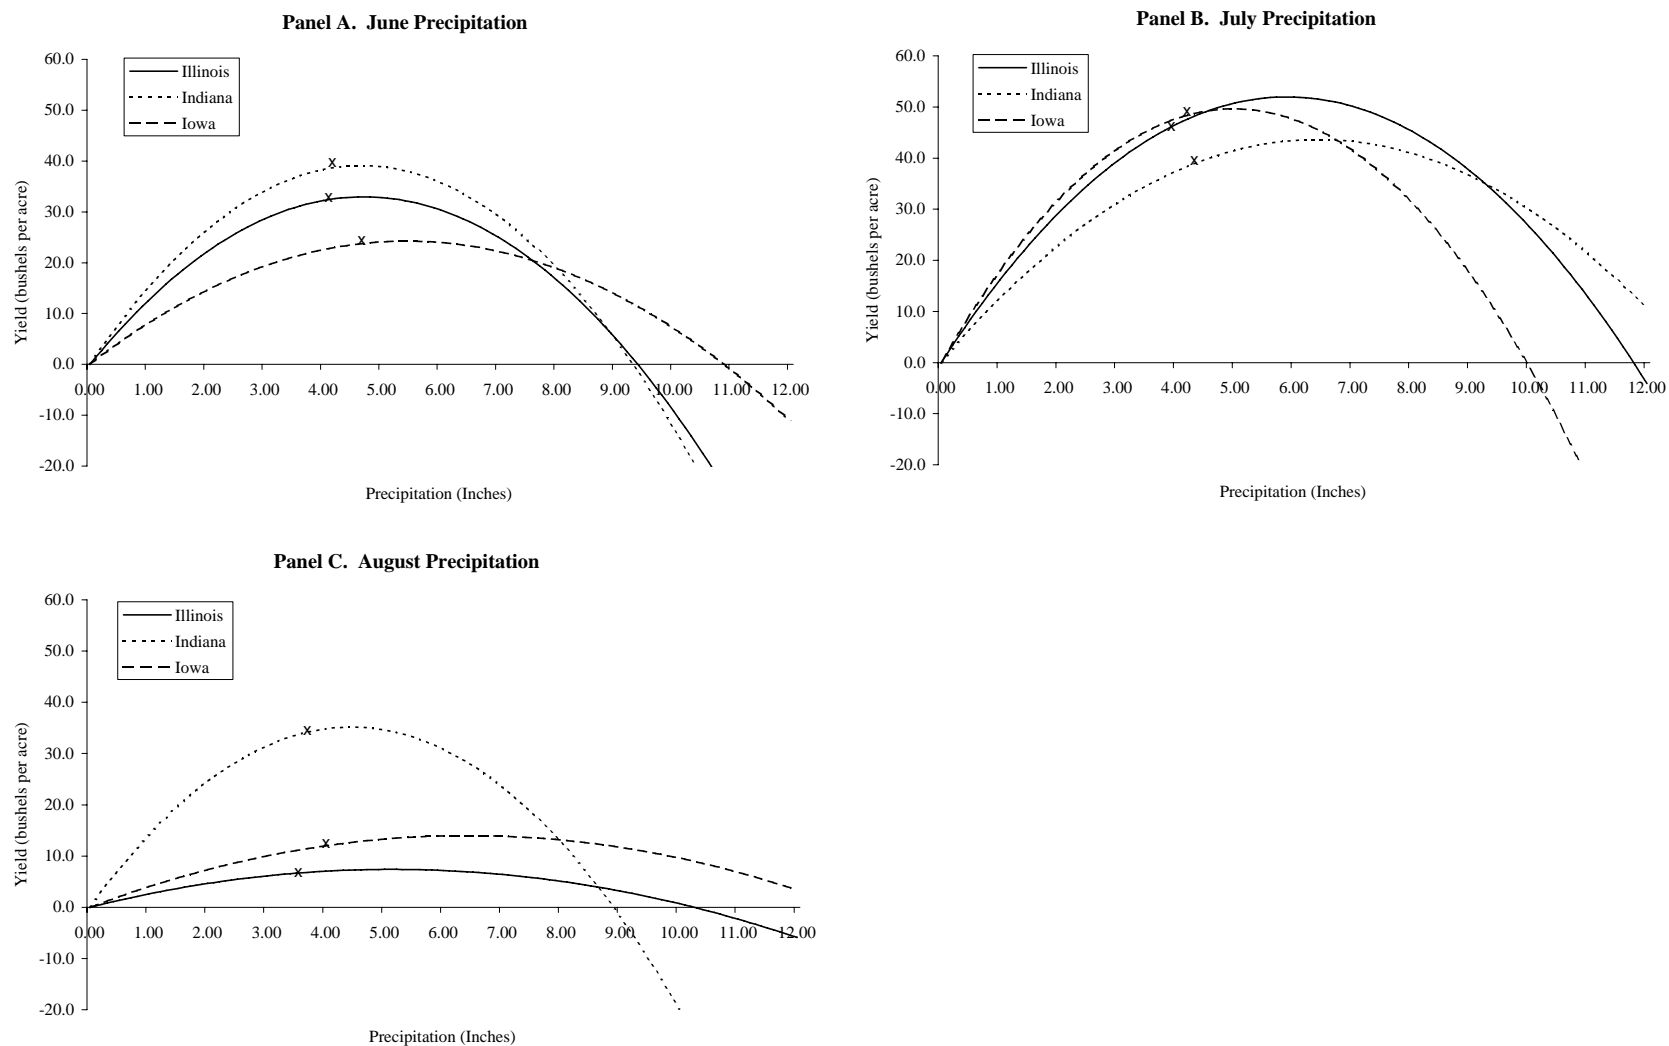 Panel A.  June Precipitation
60.0
50.0
40.0
30.0
20.0
10.0
0.0
-10.0
-20.0
Yield (bushels per acre)
Illinois
Indiana
Iowa
x
x
x
0.00 1.00 2.00 3.00 4.00 5.00 6.00 7.00 8.00 9.00 10.00 11.00 12.00
Precipitation (Inches)
Panel B.  July Precipitation
60.0
50.0
40.0
30.0
20.0
10.0
0.0
-10.0
-20.0
Yield (bushels per acre)
Illinois
Indiana
Iowa
x
x
x
0.00 1.00 2.00 3.00 4.00 5.00 6.00 7.00 8.00 9.00 10.00 11.00 12.00
Precipitation (Inches)
Panel C.  August Precipitation
60.0
50.0
40.0
30.0
20.0
10.0
0.0
-10.0
-20.0
Yield (bushels per acre)
Illinois
Indiana
Iowa
x
x
x
0.00 1.00 2.00 3.00 4.00 5.00 6.00 7.00 8.00 9.00 10.00 11.00 12.00
Precipitation (Inches)